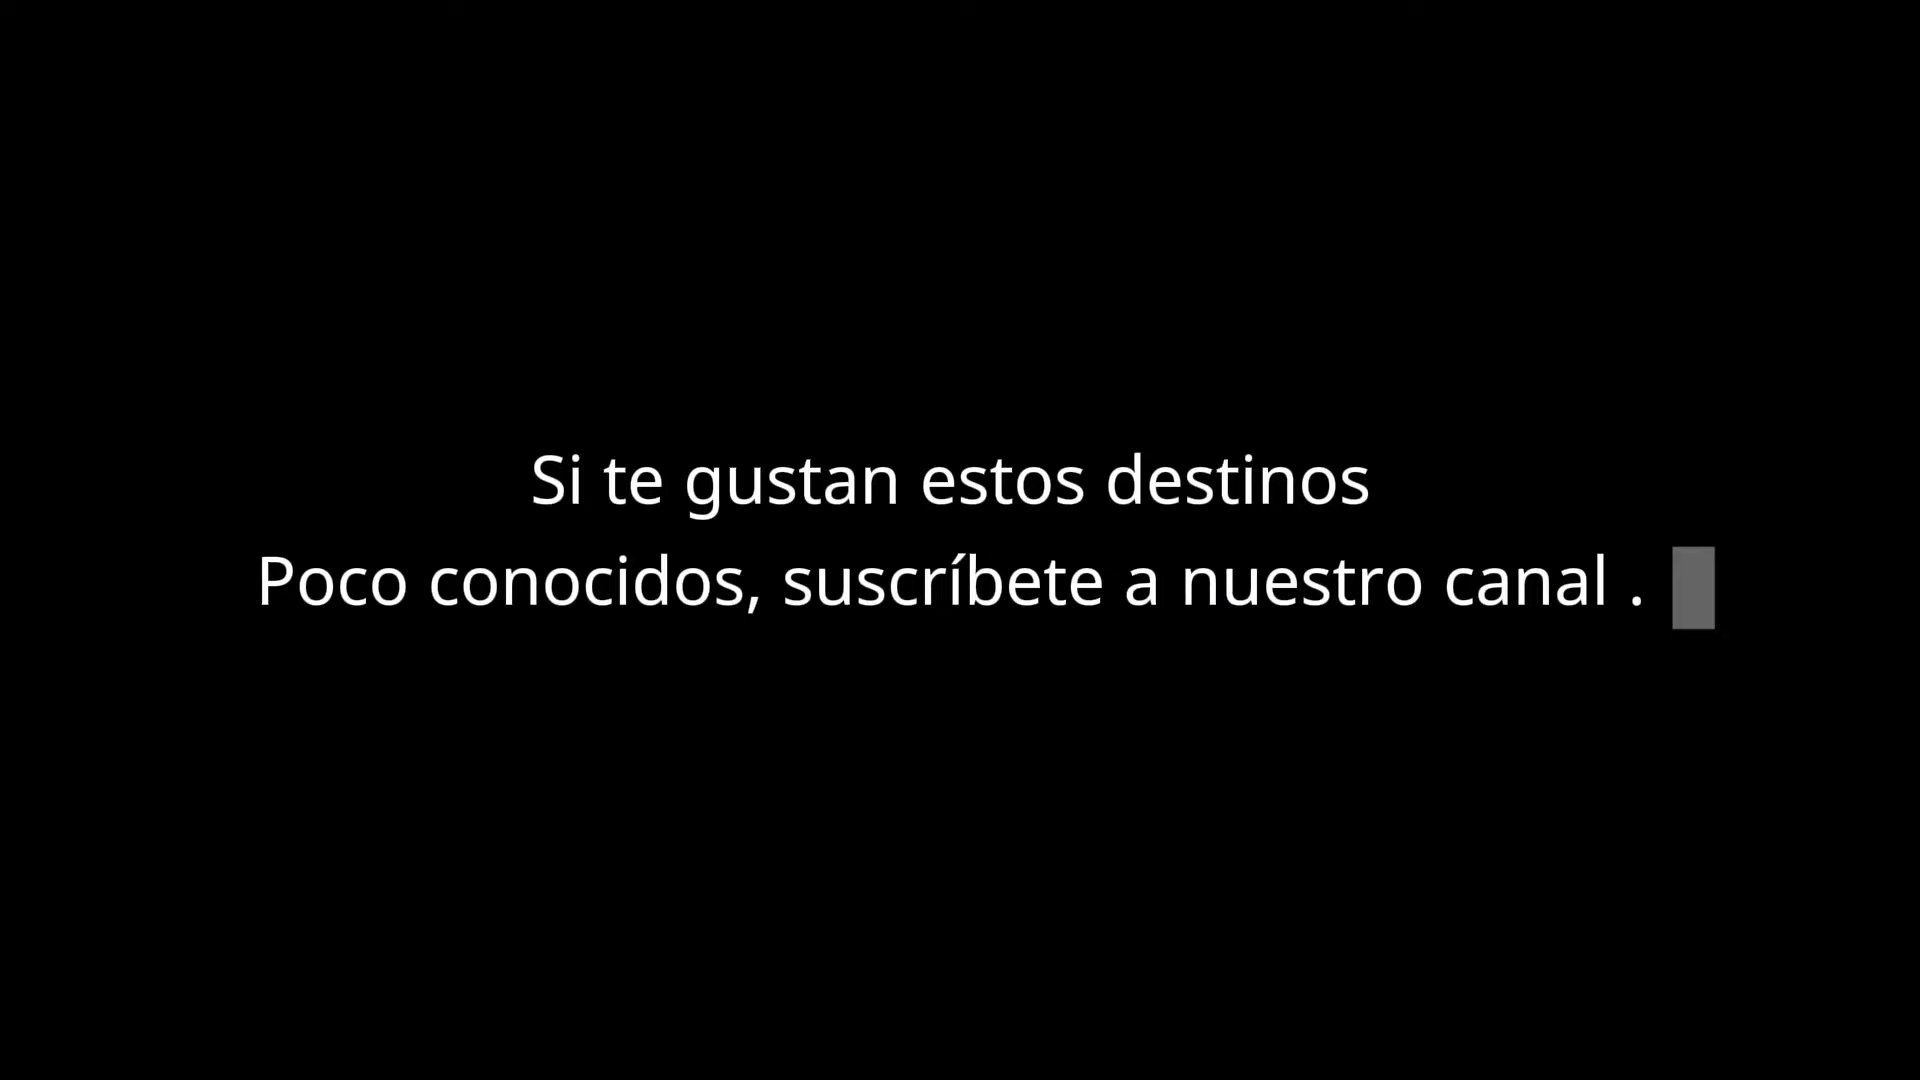 Si te gustan estos destinos
Poco conocidos, suscríbete a nuestro canal .